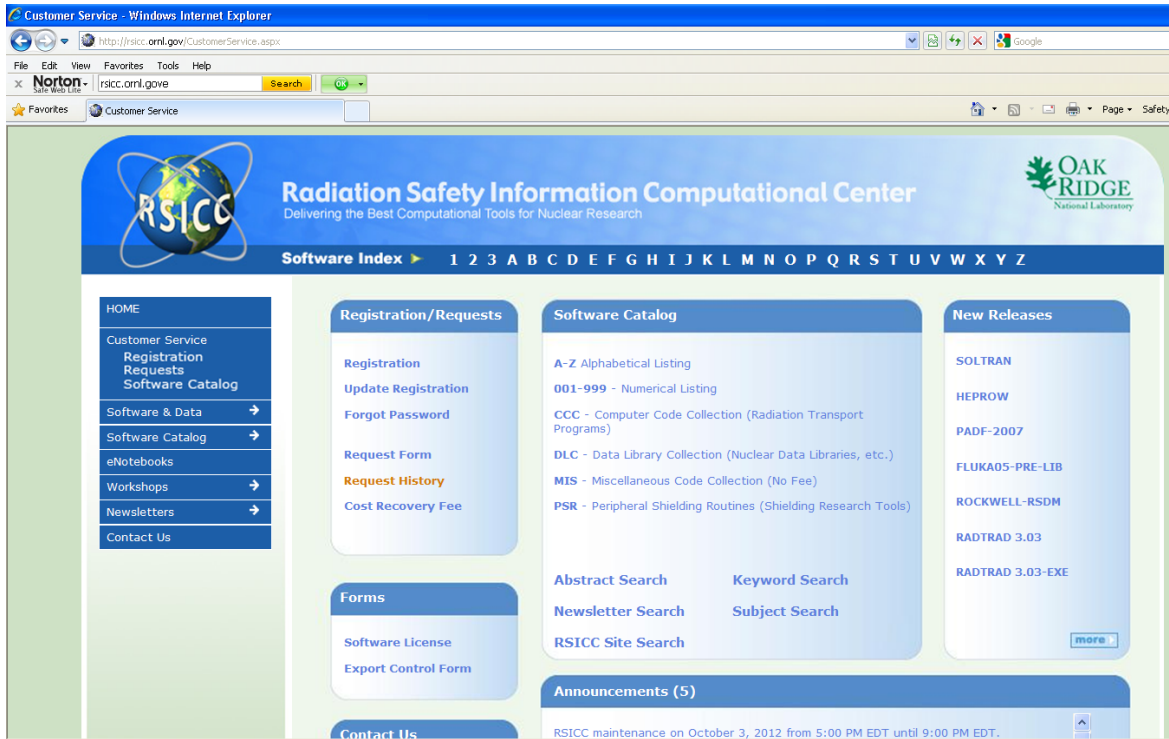 Customer Service - Windows Internet Explorer
http://rsicc.ornl.gov/CustomerService.aspx
Google
File Edit View Favorites Tools Help
x Norton Safe Web Lite rsicc.ornl.gove Search OK
Favorites Customer Service Page Safety
RSICC
Radiation Safety Information Computational Center
Delivering the Best Computational Tools for Nuclear Research
OAK
RIDGE
National Laboratory
Software Index 1 2 3 A B C D E F G H I J K L M N O P Q R S T U V W X Y Z
HOME
Customer Service
Registration
Requests
Software Catalog
Software & Data
Software Catalog
eNotebooks
Workshops
Newsletters
Contact Us
Registration/Requests
Registration
Update Registration
Forgot Password
Request Form
Request History
Cost Recovery Fee
Forms
Software License
Export Control Form
Contact Us
Software Catalog
A-Z Alphabetical Listing
001-999 - Numerical Listing
CCC - Computer Code Collection (Radiation Transport
Programs)
DLC - Data Library Collection (Nuclear Data Libraries, etc.)
MIS - Miscellaneous Code Collection (No Fee)
PSR - Peripheral Shielding Routines (Shielding Research Tools)
Abstract Search Keyword Search
Newsletter Search Subject Search
RSICC Site Search
New Releases
SOLTRAN
HEPROW
PADF-2007
FLUKA05-PRE-LIB
ROCKWELL-RSDM
RADTRAD 3.03
RADTRAD 3.03-EXE
more
Announcements (5)
RSICC maintenance on October 3, 2012 from 5:00 PM EDT until 9:00 PM EDT.